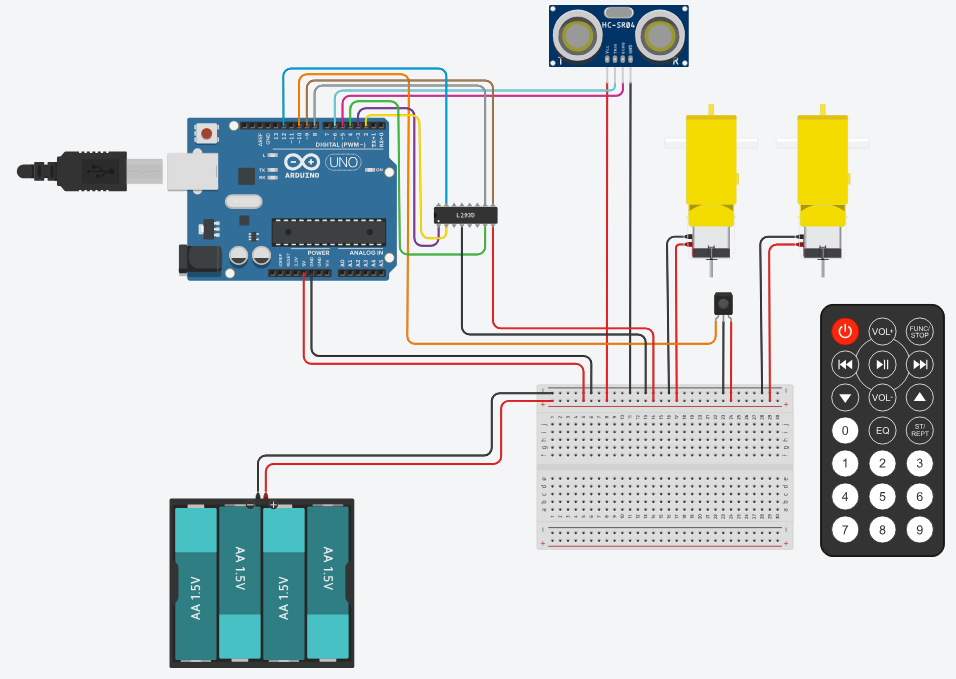 HC-SR04
VCC TRIG ECHO GND
T R
AREF GND 13 12 ~11 ~10 ~9 8 7 ~6 ~5 4 ~3 2 TX→1 RX←0
DIGITAL (PWM~)
L
TX
RX
ARDUINO
UNO
ON
L293D
POWER ANALOG IN
IOREF RESET 3.3V 5V GND GND Vin A0 A1 A2 A3 A4 A5
VOL+
FUNC/
STOP
VOL-
0 EQ ST/
REPT
1 2 3
4 5 6
7 8 9
AA 1.5V
AA 1.5V
AA 1.5V
AA 1.5V